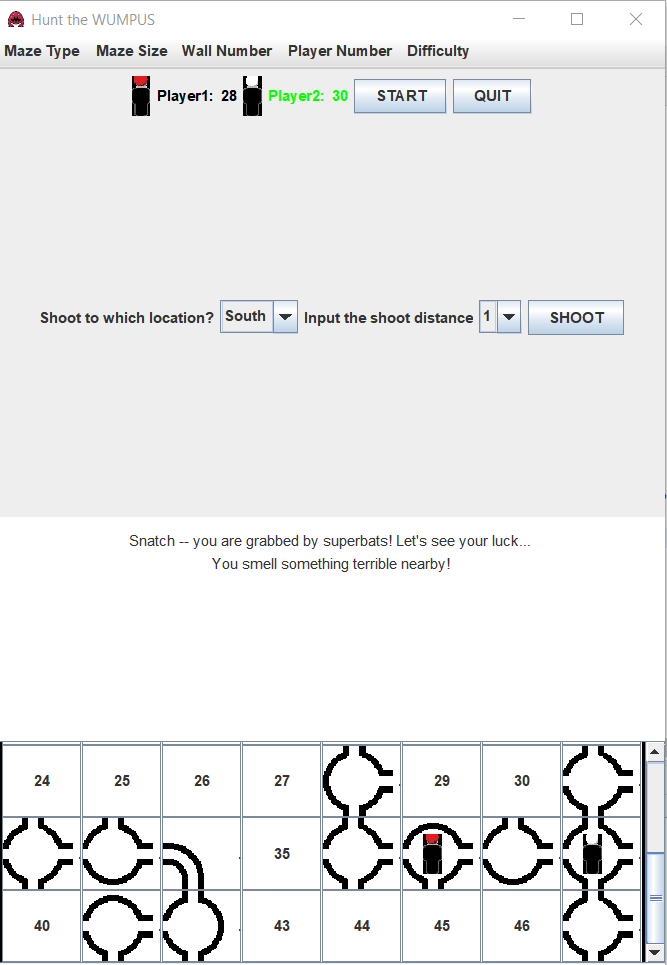 Hunt the WUMPUS
Maze Type Maze Size Wall Number Player Number Difficulty
Player1: 28 Player2: 30 START QUIT
Shoot to which location? South Input the shoot distance 1 SHOOT
Snatch -- you are grabbed by superbats! Let's see your luck...
You smell something terrible nearby!
24 25 26 27 29 30
35
40 43 44 45 46